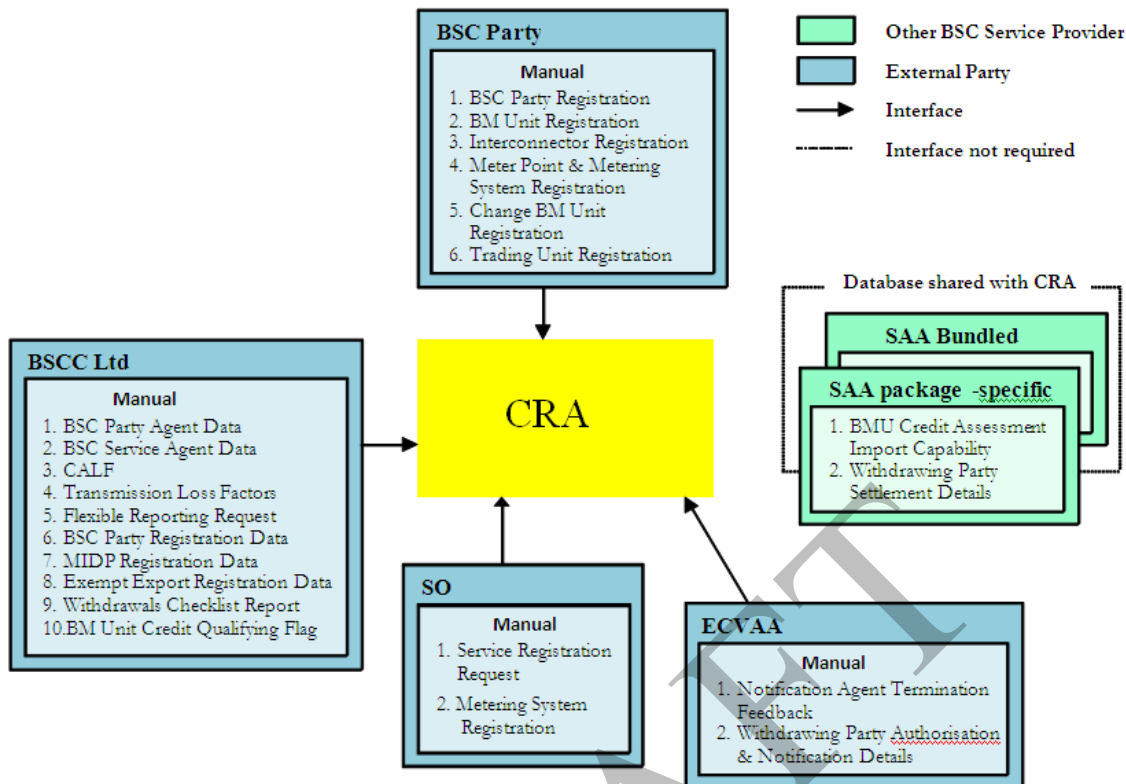 BSC Party
Manual
1. BSC Party Registration
2. BM Unit Registration
3. Interconnector Registration
4. Meter Point & Metering
System Registration
5. Change BM Unit
Registration
6. Trading Unit Registration
Other BSC Service Provider
External Party
Interface
Interface not required
BSCC Ltd
Manual
1. BSC Party Agent Data
2. BSC Service Agent Data
3. CALF
4. Transmission Loss Factors
5. Flexible Reporting Request
6. BSC Party Registration Data
7. MIDP Registration Data
8. Exempt Export Registration Data
9. Withdrawals Checklist Report
10.BM Unit Credit Qualifying Flag
CRA
Database shared with CRA
SAA Bundled
SAA package -specific
1. BMU Credit Assessment
Import Capability
2. Withdrawing Party
Settlement Details
SO
Manual
1. Service Registration
Request
2. Metering System
Registration
ECVAA
Manual
1. Notification Agent Termination
Feedback
2. Withdrawing Party Authorisation
& Notification Details